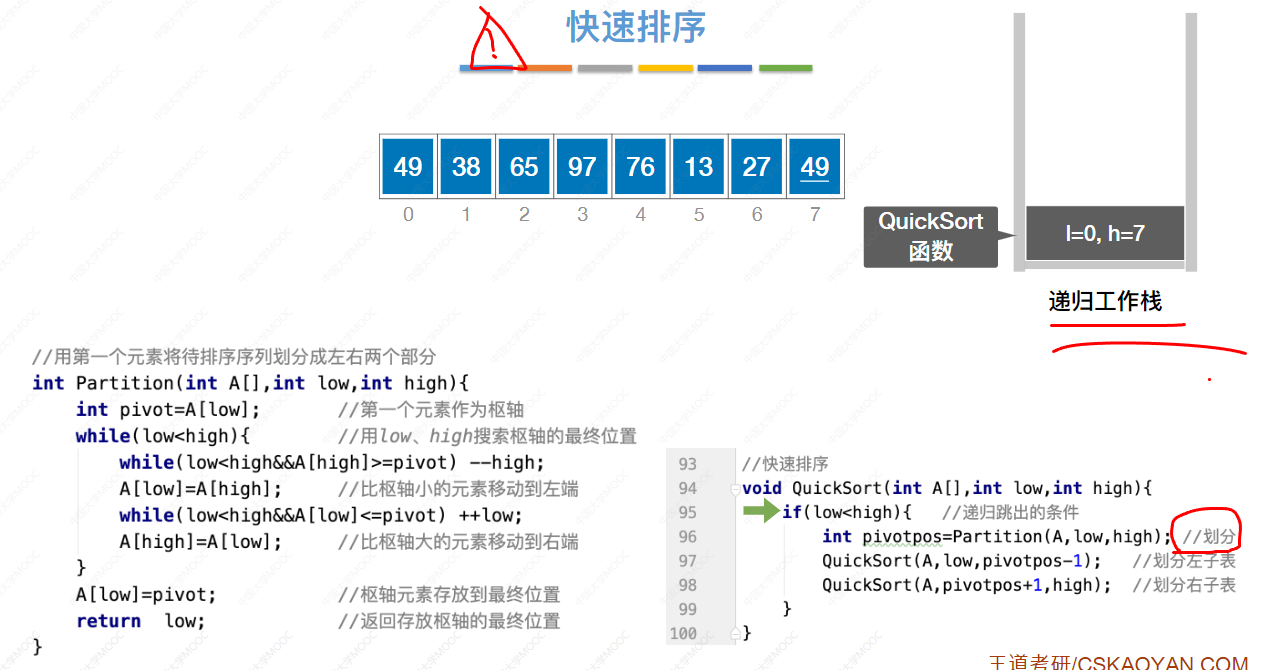 快速排序
49 38 65 97 76 13 27 49
0 1 2 3 4 5 6 7
QuickSort
函数
l=0, h=7
递归工作栈
//用第一个元素将待排序序列划分成左右两个部分
int Partition(int A[],int low,int high){
int pivot=A[low]; //第一个元素作为枢轴
while(low<high){ //用low、high搜索枢轴的最终位置
while(low<high&&A[high]>=pivot) --high;
A[low]=A[high]; //比枢轴小的元素移动到左端
while(low<high&&A[low]<=pivot) ++low;
A[high]=A[low]; //比枢轴大的元素移动到右端
}
A[low]=pivot; //枢轴元素存放到最终位置
return low; //返回存放枢轴的最终位置
}
93 //快速排序
94 void QuickSort(int A[],int low,int high){
95 if(low<high){ //递归跳出的条件
96 int pivotpos=Partition(A,low,high); //划分
97 QuickSort(A,low,pivotpos-1); //划分左子表
98 QuickSort(A,pivotpos+1,high); //划分右子表
99 }
100 }
王道考研/CSKAOYAN.COM